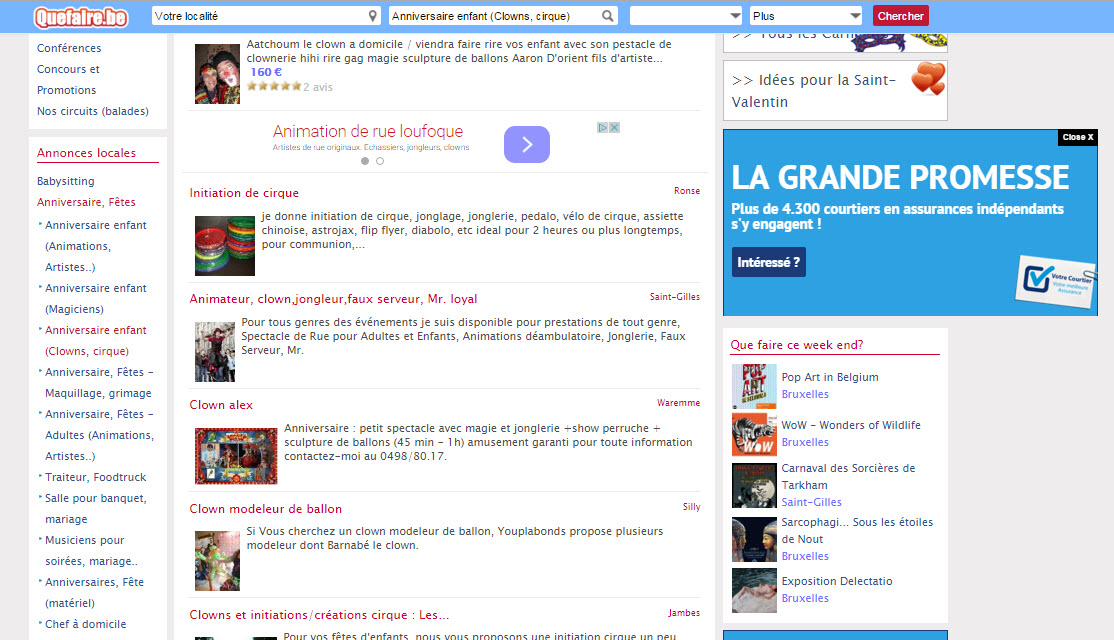 Quefaire.be
Votre localité
Anniversaire enfant (Clowns, cirque)
Plus
Chercher
Conférences
Concours et
Promotions
Nos circuits (balades)
Annonces locales
Babysitting
Anniversaire, Fêtes
Anniversaire enfant
(Animations,
Artistes..)
Anniversaire enfant
(Magiciens)
Anniversaire enfant
(Clowns, cirque)
Anniversaire, Fêtes -
Maquillage, grimage
Anniversaire, Fêtes -
Adultes (Animations,
Artistes..)
Traiteur, Foodtruck
Salle pour banquet,
mariage
Musiciens pour
soirées, mariage..
Anniversaires, Fête
(matériel)
Chef à domicile
Aatchoum le clown a domicile / viendra faire rire vos enfant avec son pestacle de
clownerie hihi rire gag magie sculpture de ballons Aaron D'orient fils d'artiste...
160 €
2 avis
Animation de rue loufoque
Artistes de rue originaux. Echassiers, jongleurs, clowns
Initiation de cirque
Ronse
je donne initiation de cirque, jonglage, jonglerie, pedalo, vélo de cirque, assiette
chinoise, astrojax, flip flyer, diabolo, etc ideal pour 2 heures ou plus longtemps,
pour communion,...
Animateur, clown,jongleur,faux serveur, Mr. loyal
Saint-Gilles
Pour tous genres des événements je suis disponible pour prestations de tout genre,
Spectacle de Rue pour Adultes et Enfants, Animations déambulatoire, Jonglerie, Faux
Serveur, Mr.
Clown alex
Waremme
Anniversaire : petit spectacle avec magie et jonglerie +show perruche +
sculpture de ballons (45 min - 1h) amusement garanti pour toute information
contactez-moi au 0498/80.17.
Clown modeleur de ballon
Silly
Si Vous cherchez un clown modeleur de ballon, Youplabonds propose plusieurs
modeleur dont Barnabé le clown.
Clowns et initiations/créations cirque : Les...
Jambes
Pour vos fêtes d'enfants, nous vous proposons une initiation cirque un peu
>> Tous les Carn
>> Idées pour la Saint-
Valentin
Close X
LA GRANDE PROMESSE
Plus de 4.300 courtiers en assurances indépendants
s'y engagent !
Intéressé ?
Votre Courtier
Votre meilleure
Assurance
Que faire ce week end?
Pop Art in Belgium
Bruxelles
WoW - Wonders of Wildlife
Bruxelles
Carnaval des Sorcières de
Tarkham
Saint-Gilles
Sarcophagi... Sous les étoiles
de Nout
Bruxelles
Exposition Delectatio
Bruxelles
POP
ART
WOW